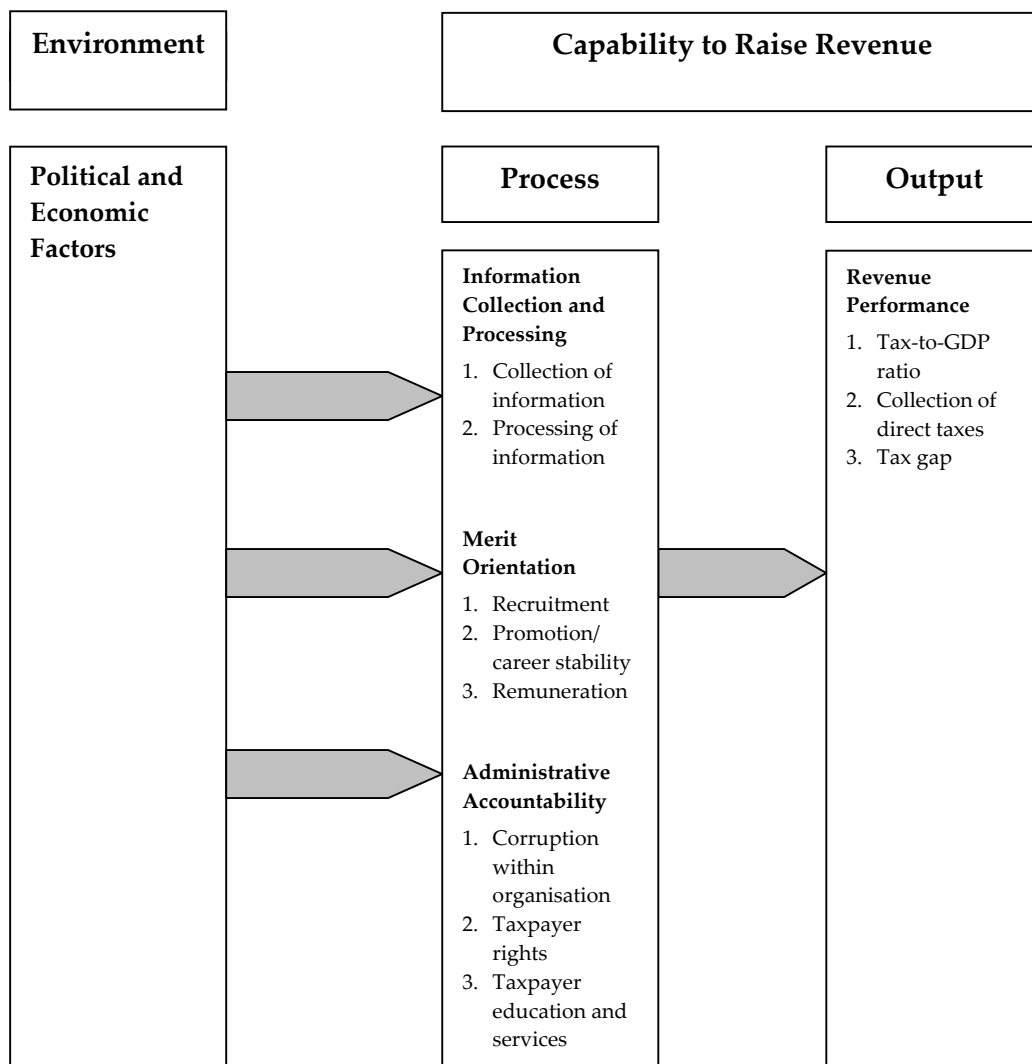 Environment
Capability to Raise Revenue
Political and
Economic
Factors
Process
Output
Information
Collection and
Processing
1. Collection of
information
2. Processing of
information
Merit
Orientation
1. Recruitment
2. Promotion/
career stability
3. Remuneration
Administrative
Accountability
1. Corruption
within
organisation
2. Taxpayer
rights
3. Taxpayer
education and
services
Revenue
Performance
1. Tax-to-GDP
ratio
2. Collection of
direct taxes
3. Tax gap